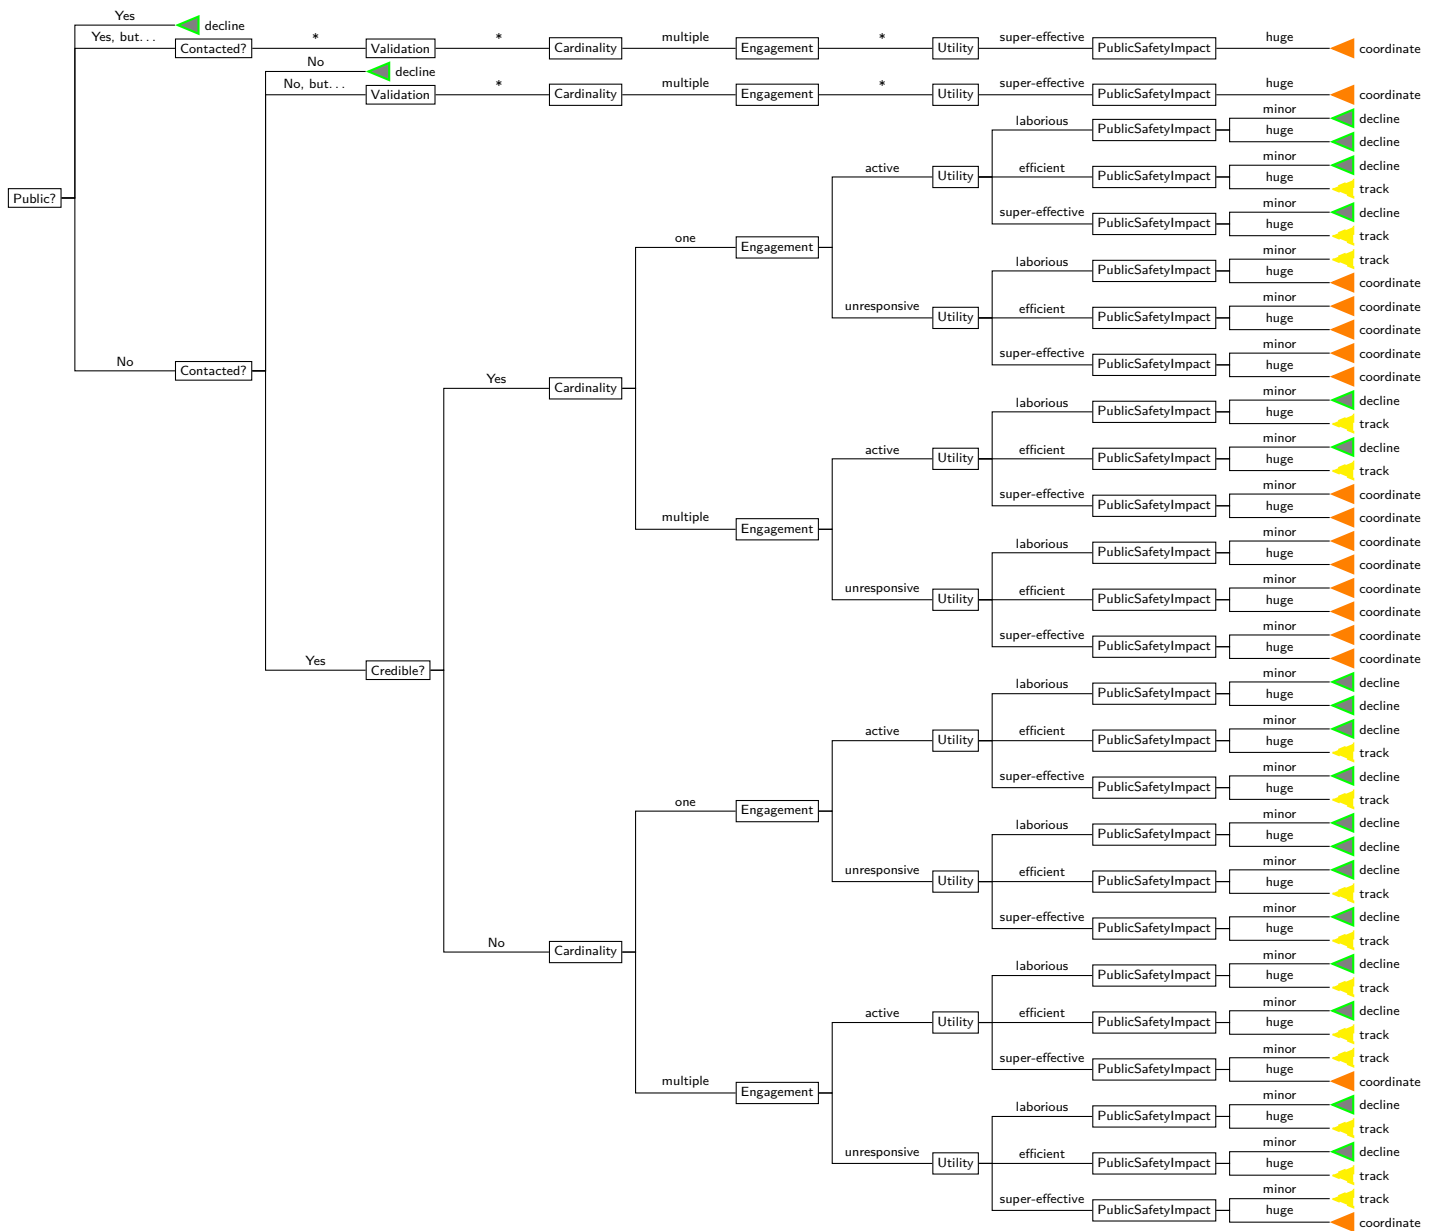 Yes
decline
Yes, but...
Contacted?
*
Validation
*
Cardinality
multiple
Engagement
*
Utility
super-effective
PublicSafetyImpact
huge
coordinate
No
decline
No, but...
Validation
*
Cardinality
multiple
Engagement
*
Utility
super-effective
PublicSafetyImpact
huge
coordinate
Public?
No
Contacted?
Yes
Credible?
Yes
Cardinality
one
Engagement
active
Utility
laborious
PublicSafetyImpact
minor
decline
huge
decline
efficient
PublicSafetyImpact
minor
decline
huge
track
super-effective
PublicSafetyImpact
minor
decline
huge
track
unresponsive
Utility
laborious
PublicSafetyImpact
minor
track
huge
coordinate
efficient
PublicSafetyImpact
minor
coordinate
huge
coordinate
super-effective
PublicSafetyImpact
minor
coordinate
huge
coordinate
multiple
Engagement
active
Utility
laborious
PublicSafetyImpact
minor
decline
huge
track
efficient
PublicSafetyImpact
minor
decline
huge
track
super-effective
PublicSafetyImpact
minor
coordinate
huge
coordinate
unresponsive
Utility
laborious
PublicSafetyImpact
minor
coordinate
huge
coordinate
efficient
PublicSafetyImpact
minor
coordinate
huge
coordinate
super-effective
PublicSafetyImpact
minor
coordinate
huge
coordinate
No
Cardinality
one
Engagement
active
Utility
laborious
PublicSafetyImpact
minor
decline
huge
decline
efficient
PublicSafetyImpact
minor
decline
huge
track
super-effective
PublicSafetyImpact
minor
decline
huge
track
unresponsive
Utility
laborious
PublicSafetyImpact
minor
decline
huge
decline
efficient
PublicSafetyImpact
minor
decline
huge
track
super-effective
PublicSafetyImpact
minor
decline
huge
track
multiple
Engagement
active
Utility
laborious
PublicSafetyImpact
minor
decline
huge
track
efficient
PublicSafetyImpact
minor
decline
huge
track
super-effective
PublicSafetyImpact
minor
track
huge
coordinate
unresponsive
Utility
laborious
PublicSafetyImpact
minor
decline
huge
track
efficient
PublicSafetyImpact
minor
decline
huge
track
super-effective
PublicSafetyImpact
minor
track
huge
coordinate